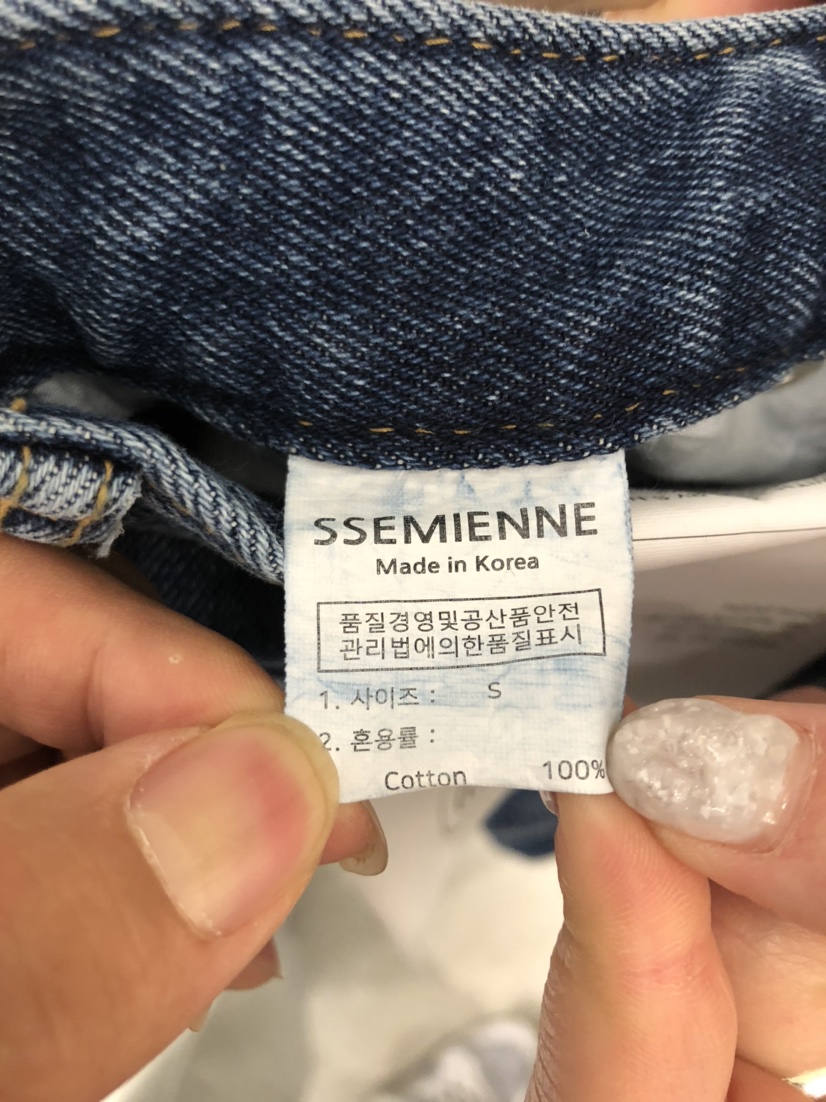 SSEMIENNE
Made in Korea
품질경영및공산품안전
관리법에의한품질표시
1. 사이즈 : S
2. 혼용률 :
Cotton 100%